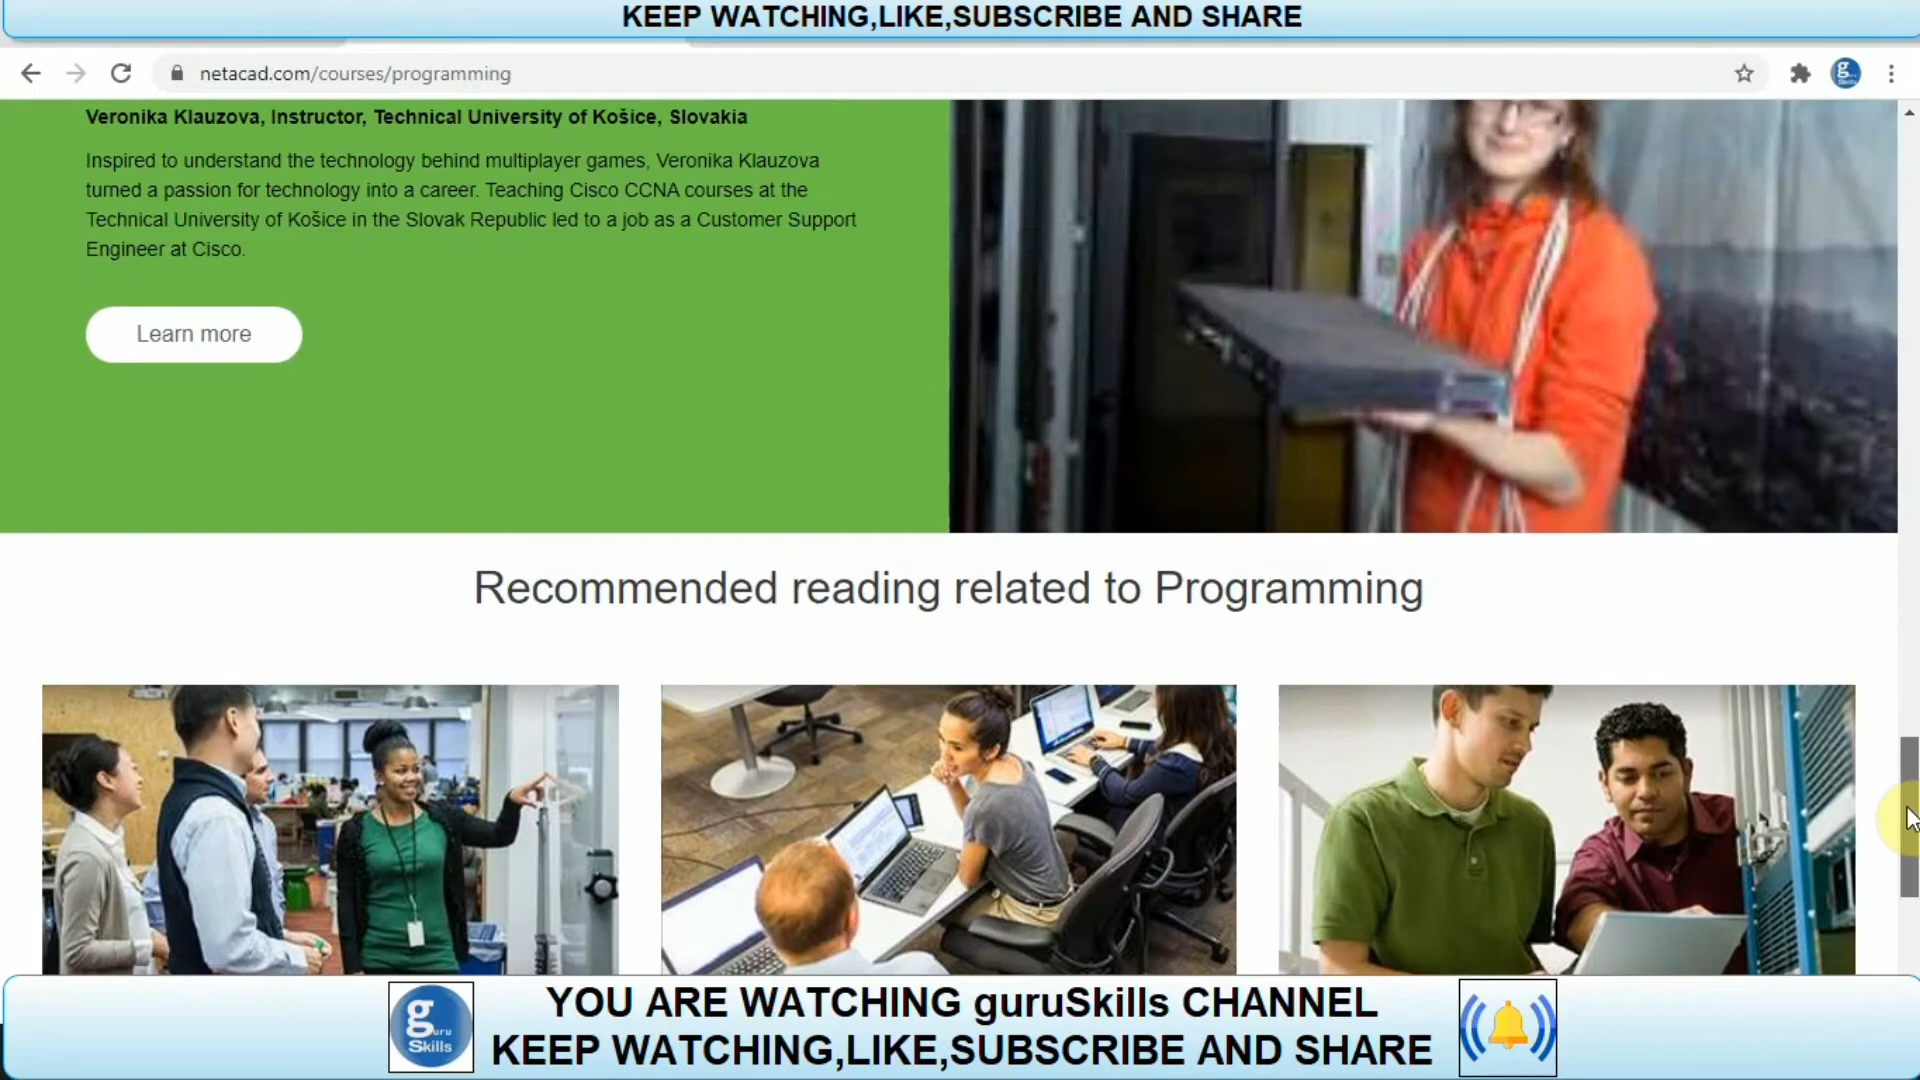 KEEP WATCHING,LIKE,SUBSCRIBE AND SHARE
netacad.com/courses/programming
Veronika Klauzova, Instructor, Technical University of Košice, Slovakia
Inspired to understand the technology behind multiplayer games, Veronika Klauzova
turned a passion for technology into a career. Teaching Cisco CCNA courses at the
Technical University of Košice in the Slovak Republic led to a job as a Customer Support
Engineer at Cisco.
Learn more
Recommended reading related to Programming
YOU ARE WATCHING guruSkills CHANNEL
KEEP WATCHING,LIKE,SUBSCRIBE AND SHARE
guru
Skills